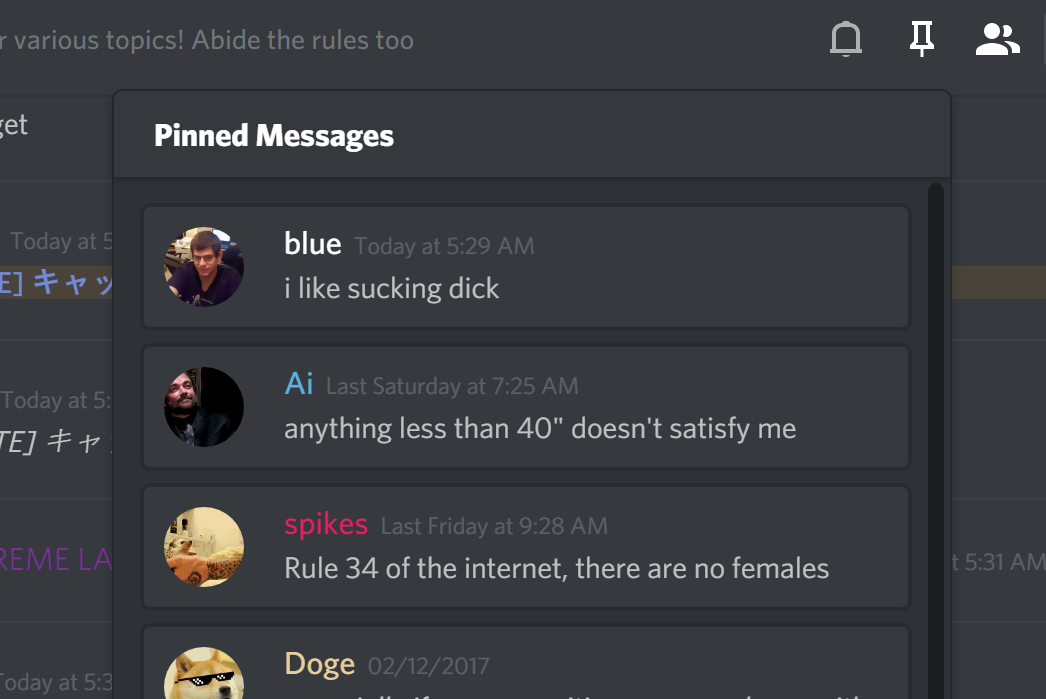 r various topics! Abide the rules too
get
Pinned Messages
blue Today at 5:29 AM
i like sucking dick
Today at 5
E] キャッ
Ai Last Saturday at 7:25 AM
anything less than 40" doesn't satisfy me
Today at 5:
TE] キャ
spikes Last Friday at 9:28 AM
Rule 34 of the internet, there are no females
REME LA
t 5:31 AM
Doge 02/12/2017
Today at 5:3